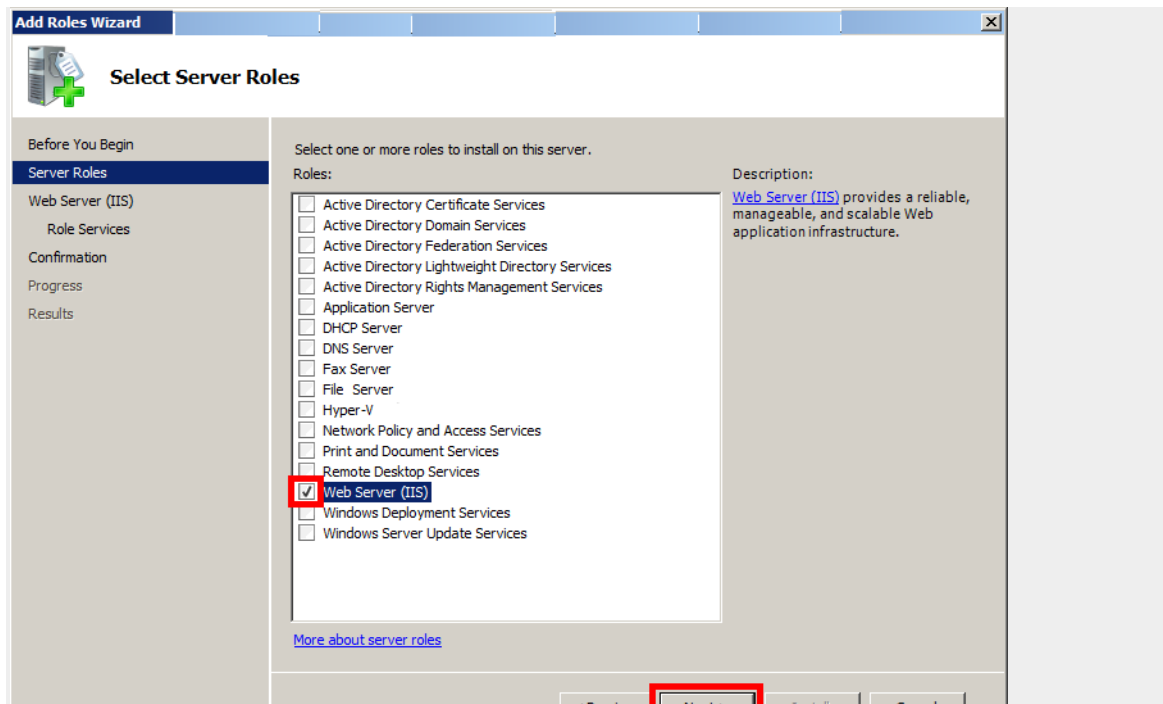 Add Roles Wizard
Select Server Roles
Before You Begin
Server Roles
Web Server (IIS)
Role Services
Confirmation
Progress
Results
Select one or more roles to install on this server.
Roles:
Active Directory Certificate Services
Active Directory Domain Services
Active Directory Federation Services
Active Directory Lightweight Directory Services
Active Directory Rights Management Services
Application Server
DHCP Server
DNS Server
Fax Server
File Server
Hyper-V
Network Policy and Access Services
Print and Document Services
Remote Desktop Services
Web Server (IIS)
Windows Deployment Services
Windows Server Update Services
More about server roles
Description:
Web Server (IIS) provides a reliable,
manageable, and scalable Web
application infrastructure.